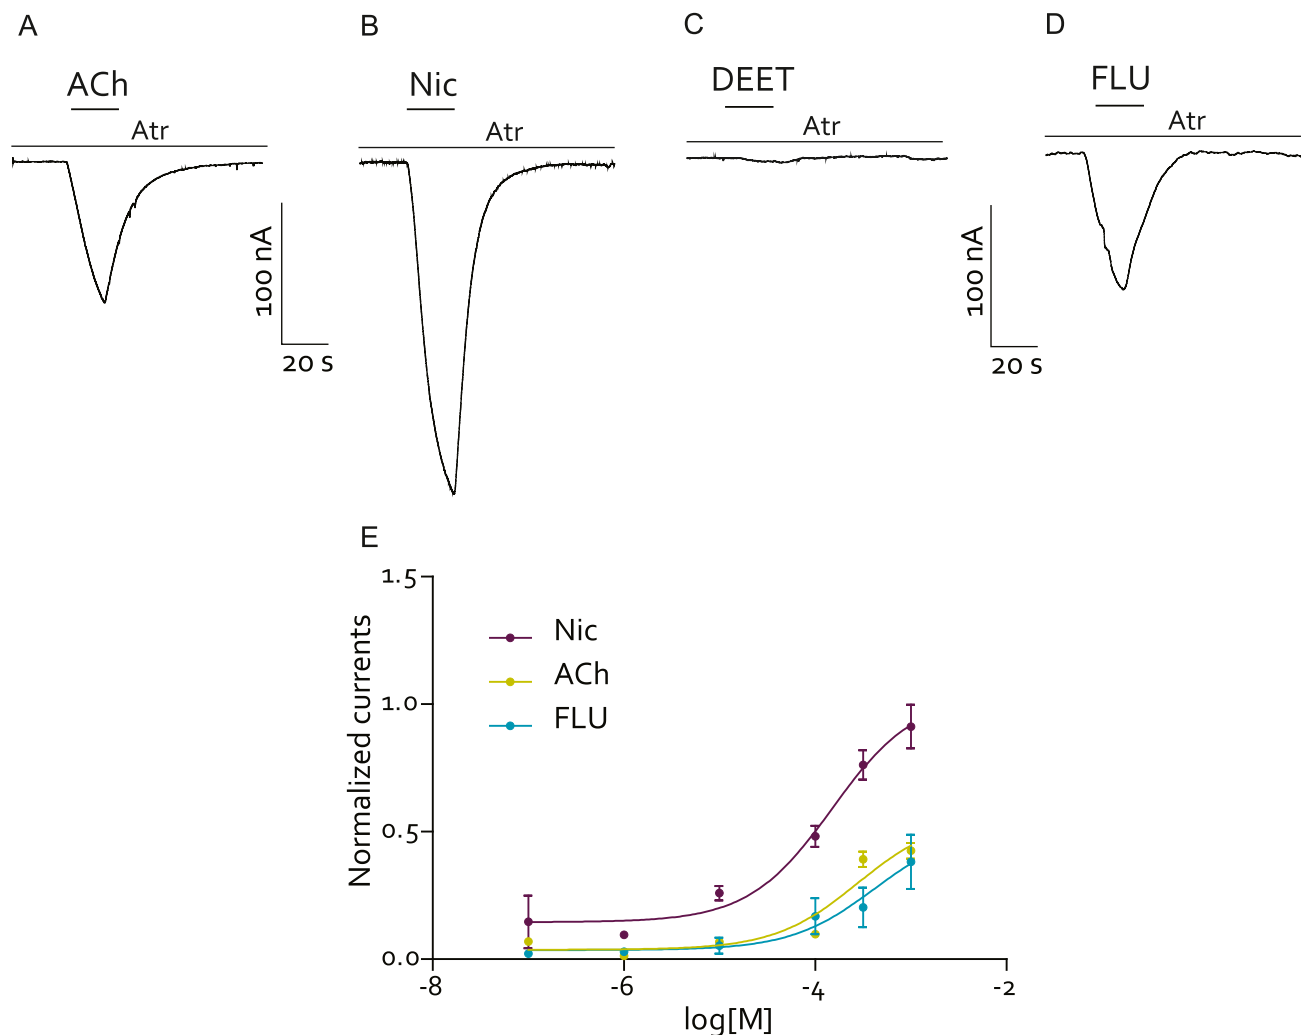 A
B
C
D
ACh
Nic
DEET
FLU
Atr
Atr
Atr
Atr
100 nA
20 s
100 nA
20 s
E
Normalized currents
1.5
1.0
0.5
0.0
Nic
ACh
FLU
-8
-6
-4
-2
log[M]